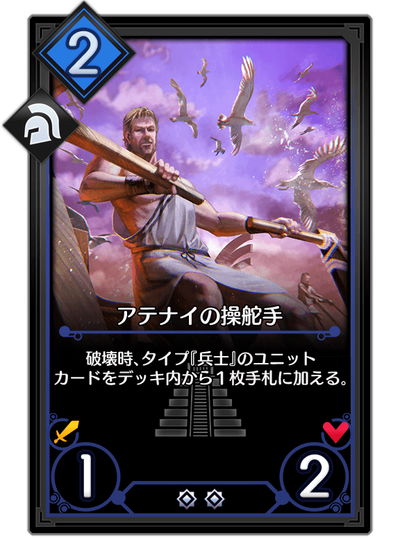 2
アテナイの操舵手
破壊時、タイプ『兵士』のユニット
カードをデッキ内から1枚手札に加える。
1
2